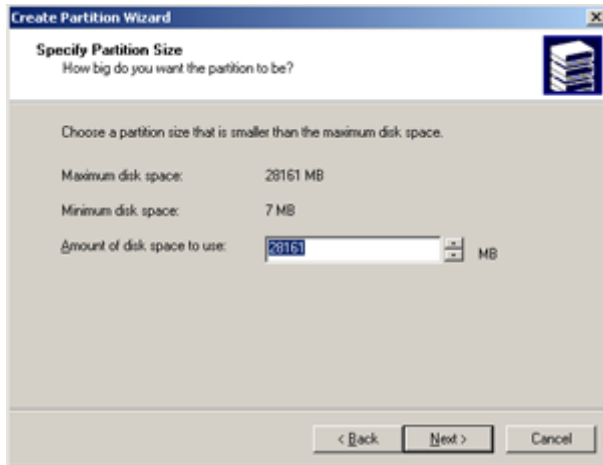 Create Partition Wizard
Specify Partition Size
How big do you want the partition to be?
Choose a partition size that is smaller than the maximum disk space.
Maximum disk space: 28161 MB
Minimum disk space: 7 MB
Amount of disk space to use: 28161 MB
< Back Next > Cancel